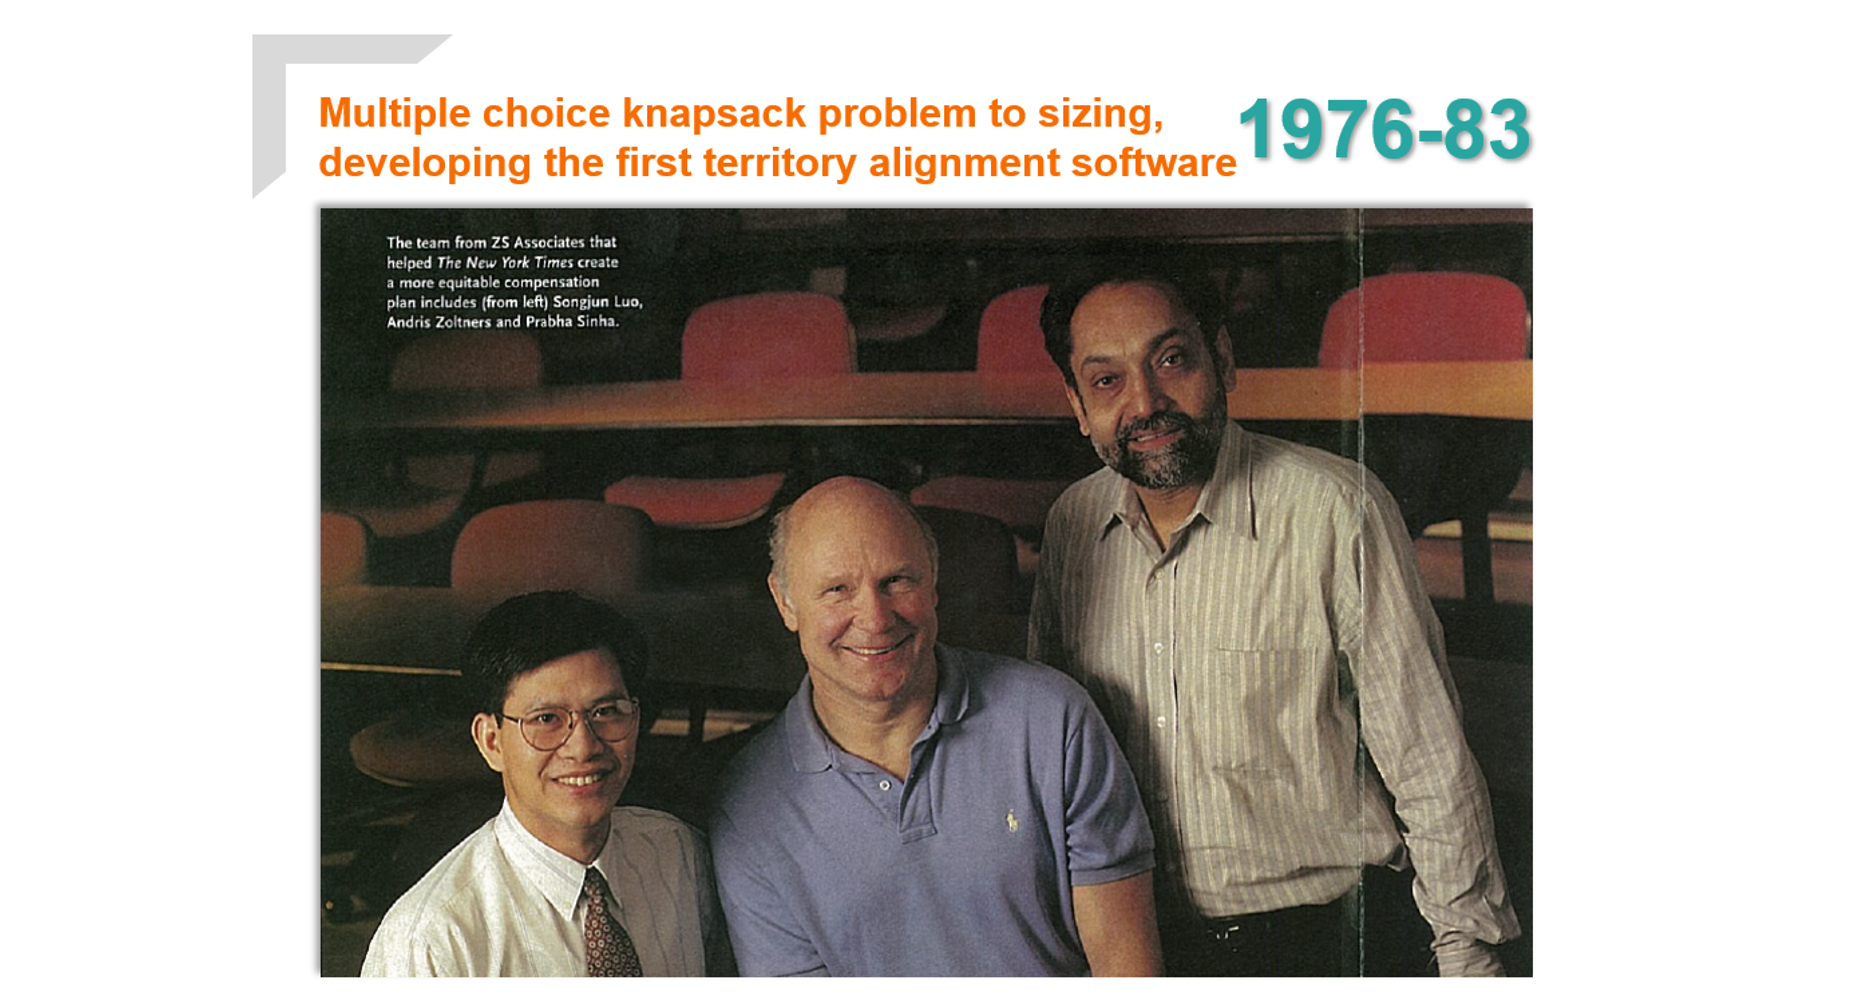 Multiple choice knapsack problem to sizing,
developing the first territory alignment software
1976-83
The team from ZS Associates that
helped The New York Times create
a more equitable compensation
plan includes (from left) Songjun Luo,
Andris Zoltners and Prabha Sinha.